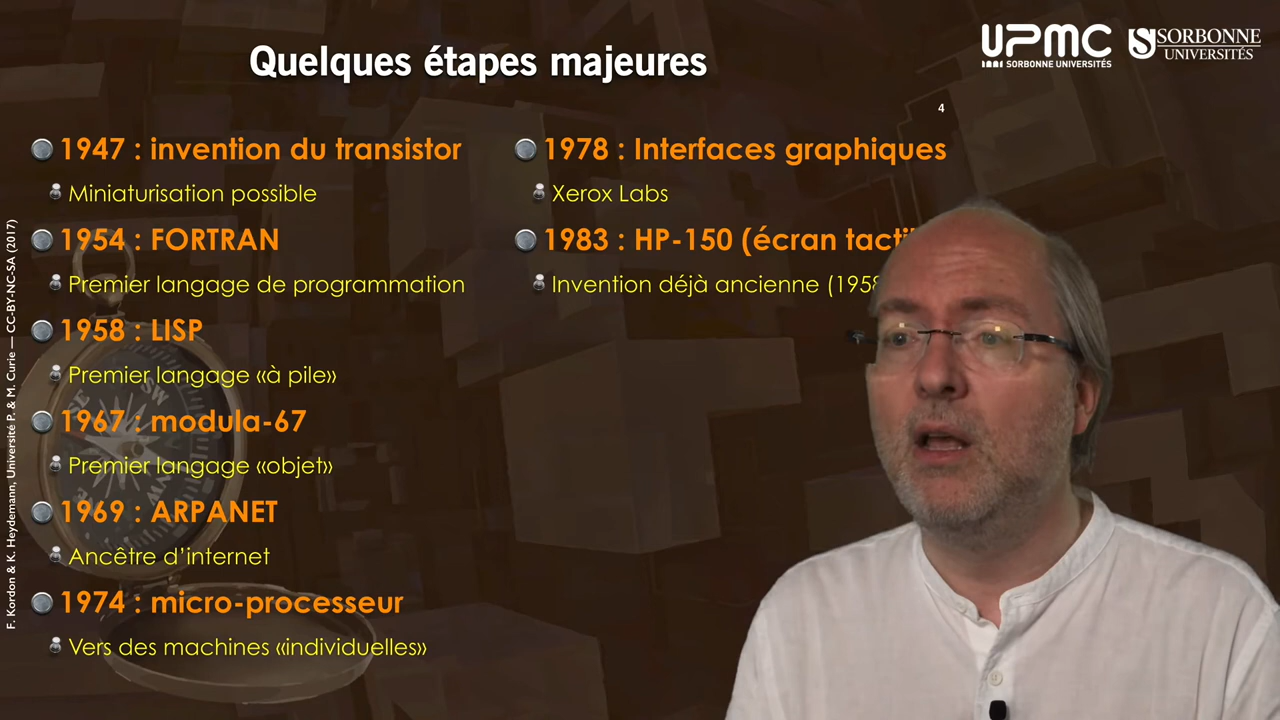 Quelques étapes majeures
UPMC
SORBONNE UNIVERSITÉS
SORBONNE
UNIVERSITÉS
4
1947 : invention du transistor
Miniaturisation possible
1954 : FORTRAN
Premier langage de programmation
1958 : LISP
Premier langage «à pile»
1967 : modula-67
Premier langage «objet»
1969 : ARPANET
Ancêtre d’internet
1974 : micro-processeur
Vers des machines «individuelles»
1978 : Interfaces graphiques
Xerox Labs
1983 : HP-150 (écran
Invention déjà ancienne (1958
F. Kordon & K. Heydemann, Université P. & M. Curie — CC-BY-NC-SA (2017)
SE
SW